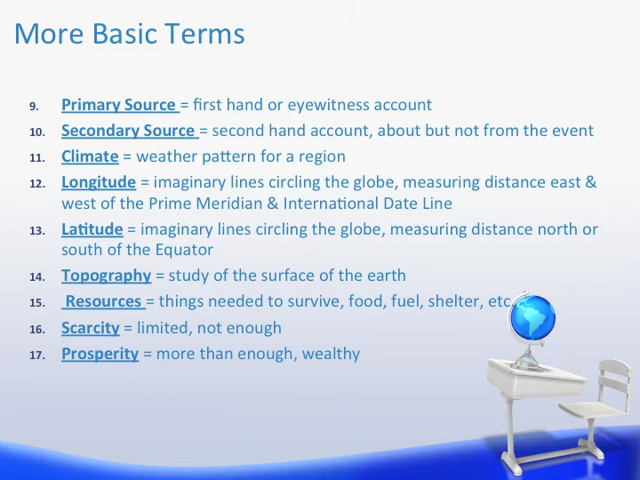 More Basic Terms
9. Primary Source = first hand or eyewitness account
10. Secondary Source = second hand account, about but not from the event
11. Climate = weather pattern for a region
12. Longitude = imaginary lines circling the globe, measuring distance east &
west of the Prime Meridian & International Date Line
13. Latitude = imaginary lines circling the globe, measuring distance north or
south of the Equator
14. Topography = study of the surface of the earth
15. Resources = things needed to survive, food, fuel, shelter, etc.
16. Scarcity = limited, not enough
17. Prosperity = more than enough, wealthy